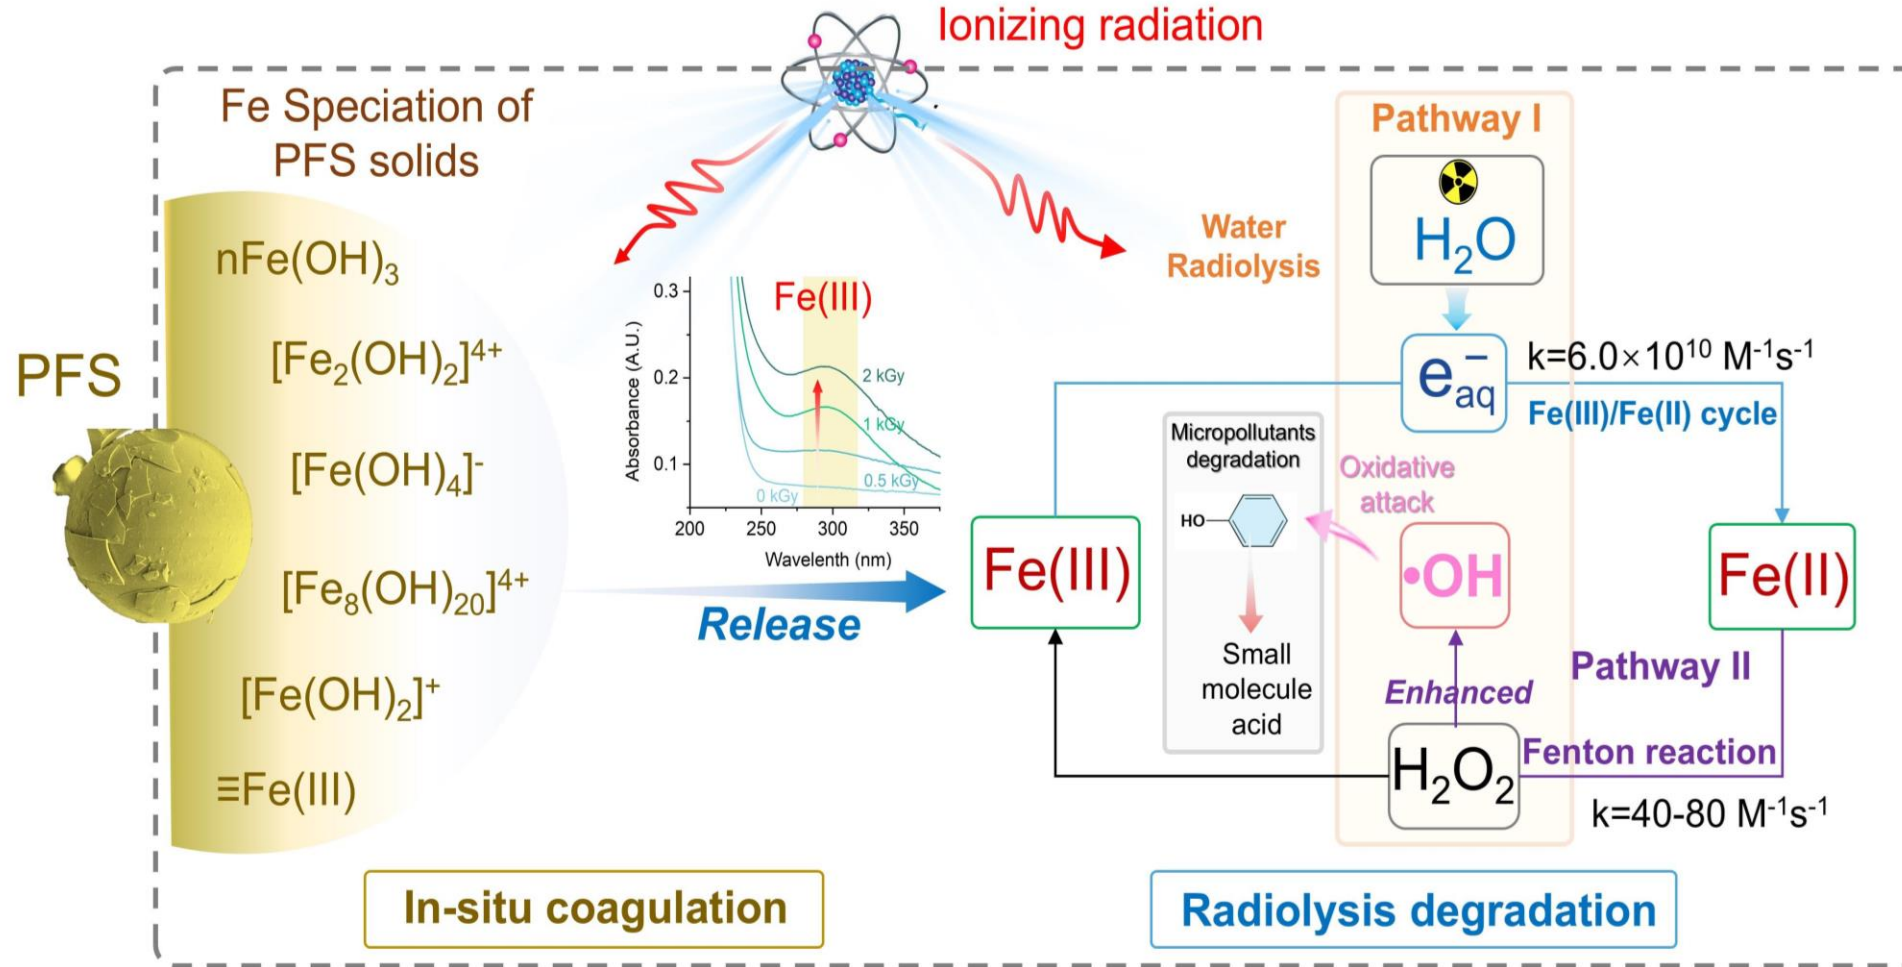 Ionizing radiation
Fe Speciation of
PFS solids
PFS
nFe(OH)₃
[Fe₂(OH)₂]⁴⁺
[Fe(OH)₄]⁻
[Fe₈(OH)₂₀]⁴⁺
[Fe(OH)₂]⁺
≡Fe(III)
In-situ coagulation
Fe(III)
Absorbance (A.U.)
0.3
0.2
0.1
2 kGy
1 kGy
0.5 kGy
0 kGy
200 250 300 350
Wavelenth (nm)
Release
Water
Radiolysis
Pathway I
H₂O
e⁻aq
k=6.0×10¹⁰ M⁻¹s⁻¹
Fe(III)/Fe(II) cycle
Micropollutants
degradation
HO
Small
molecule
acid
Oxidative
attack
Fe(III)
•OH
Fe(II)
Pathway II
Enhanced
H₂O₂
Fenton reaction
k=40-80 M⁻¹s⁻¹
Radiolysis degradation